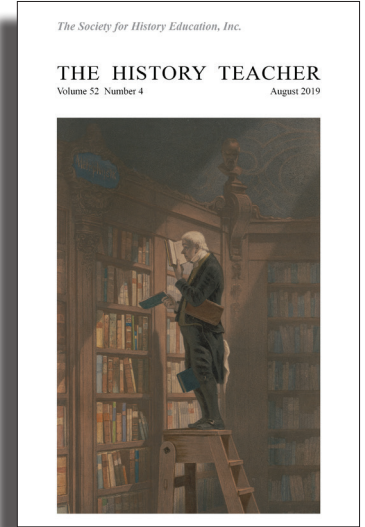 The Society for History Education, Inc.
THE HISTORY TEACHER
Volume 52 Number 4 August 2019